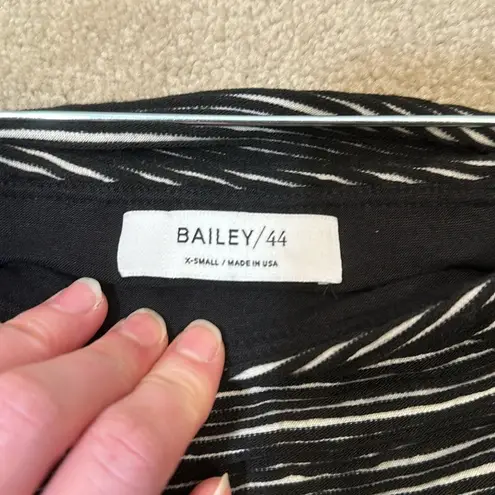 BAILEY/44
X-SMALL / MADE IN USA